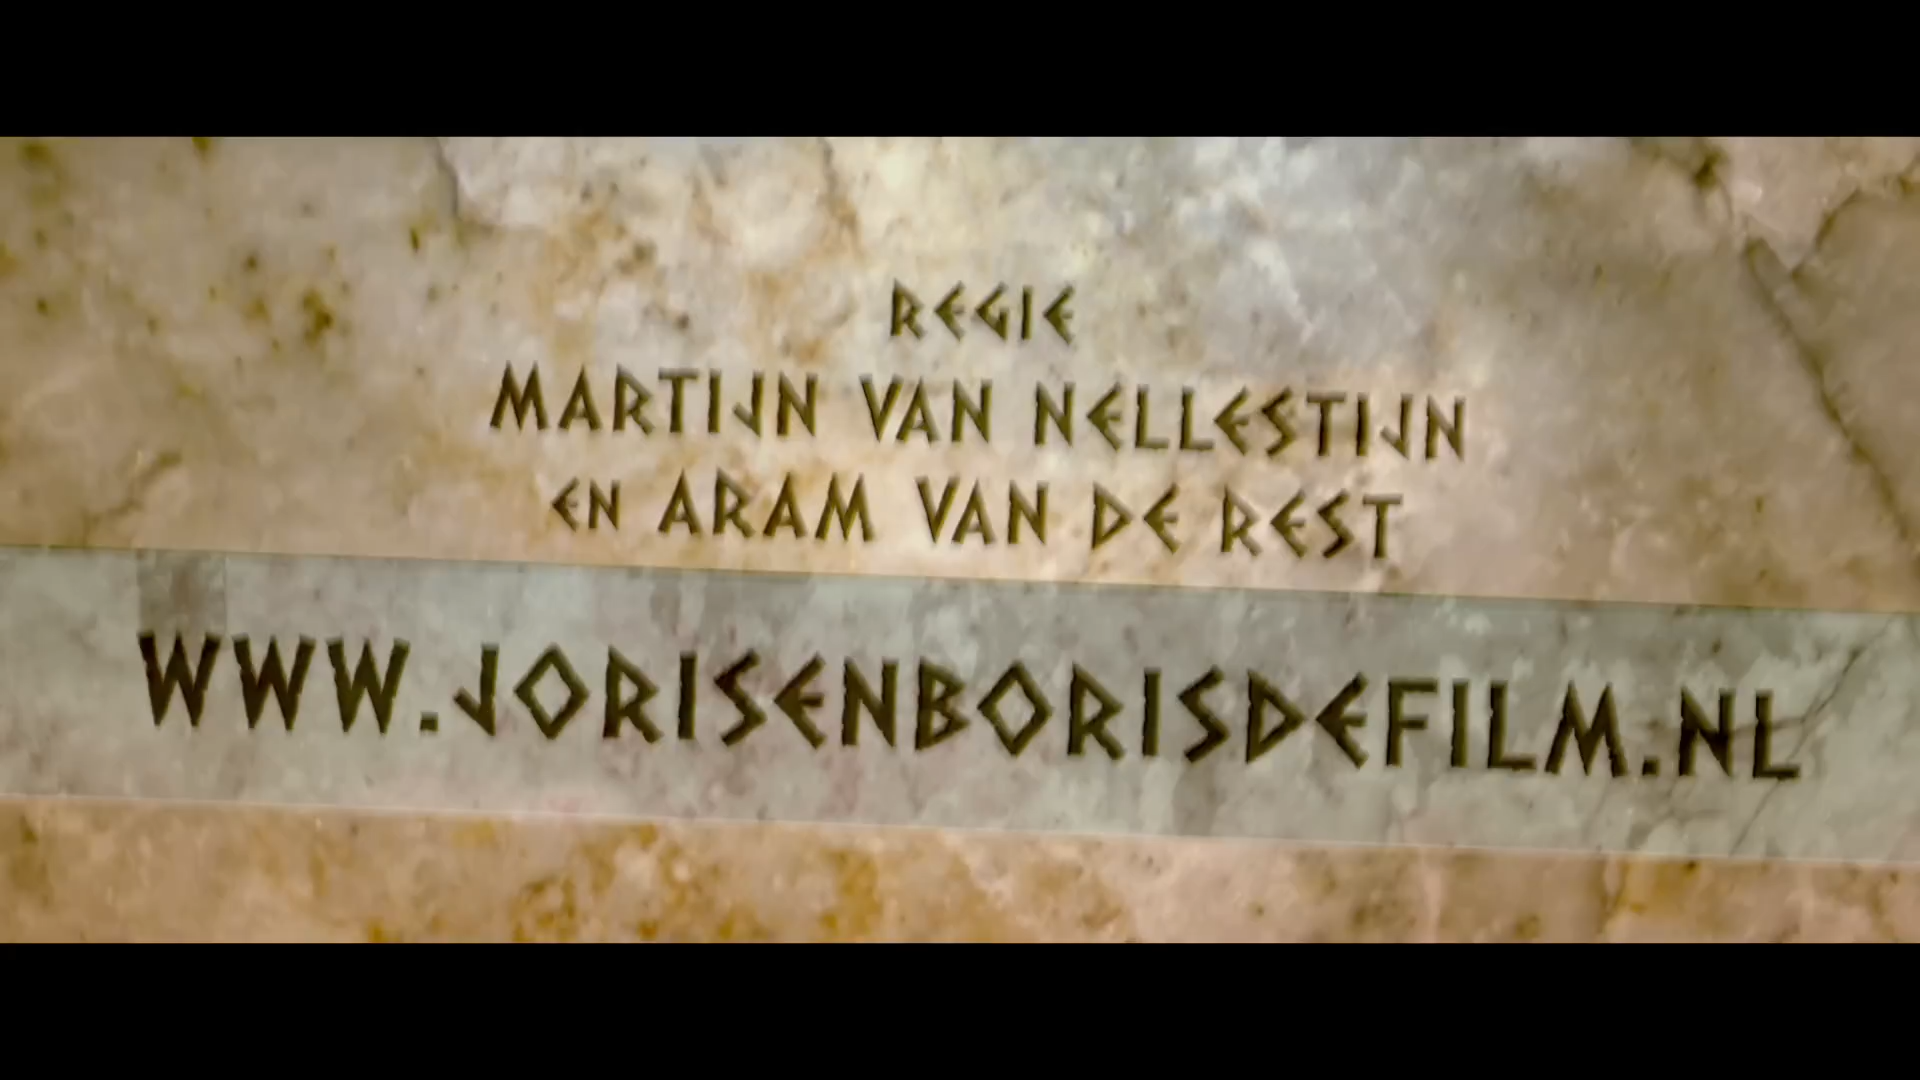 REGIE
MARTIJN VAN NELLESTIJN
EN ARAM VAN DE REST
WWW.JORISENBORISDEFILM.NL